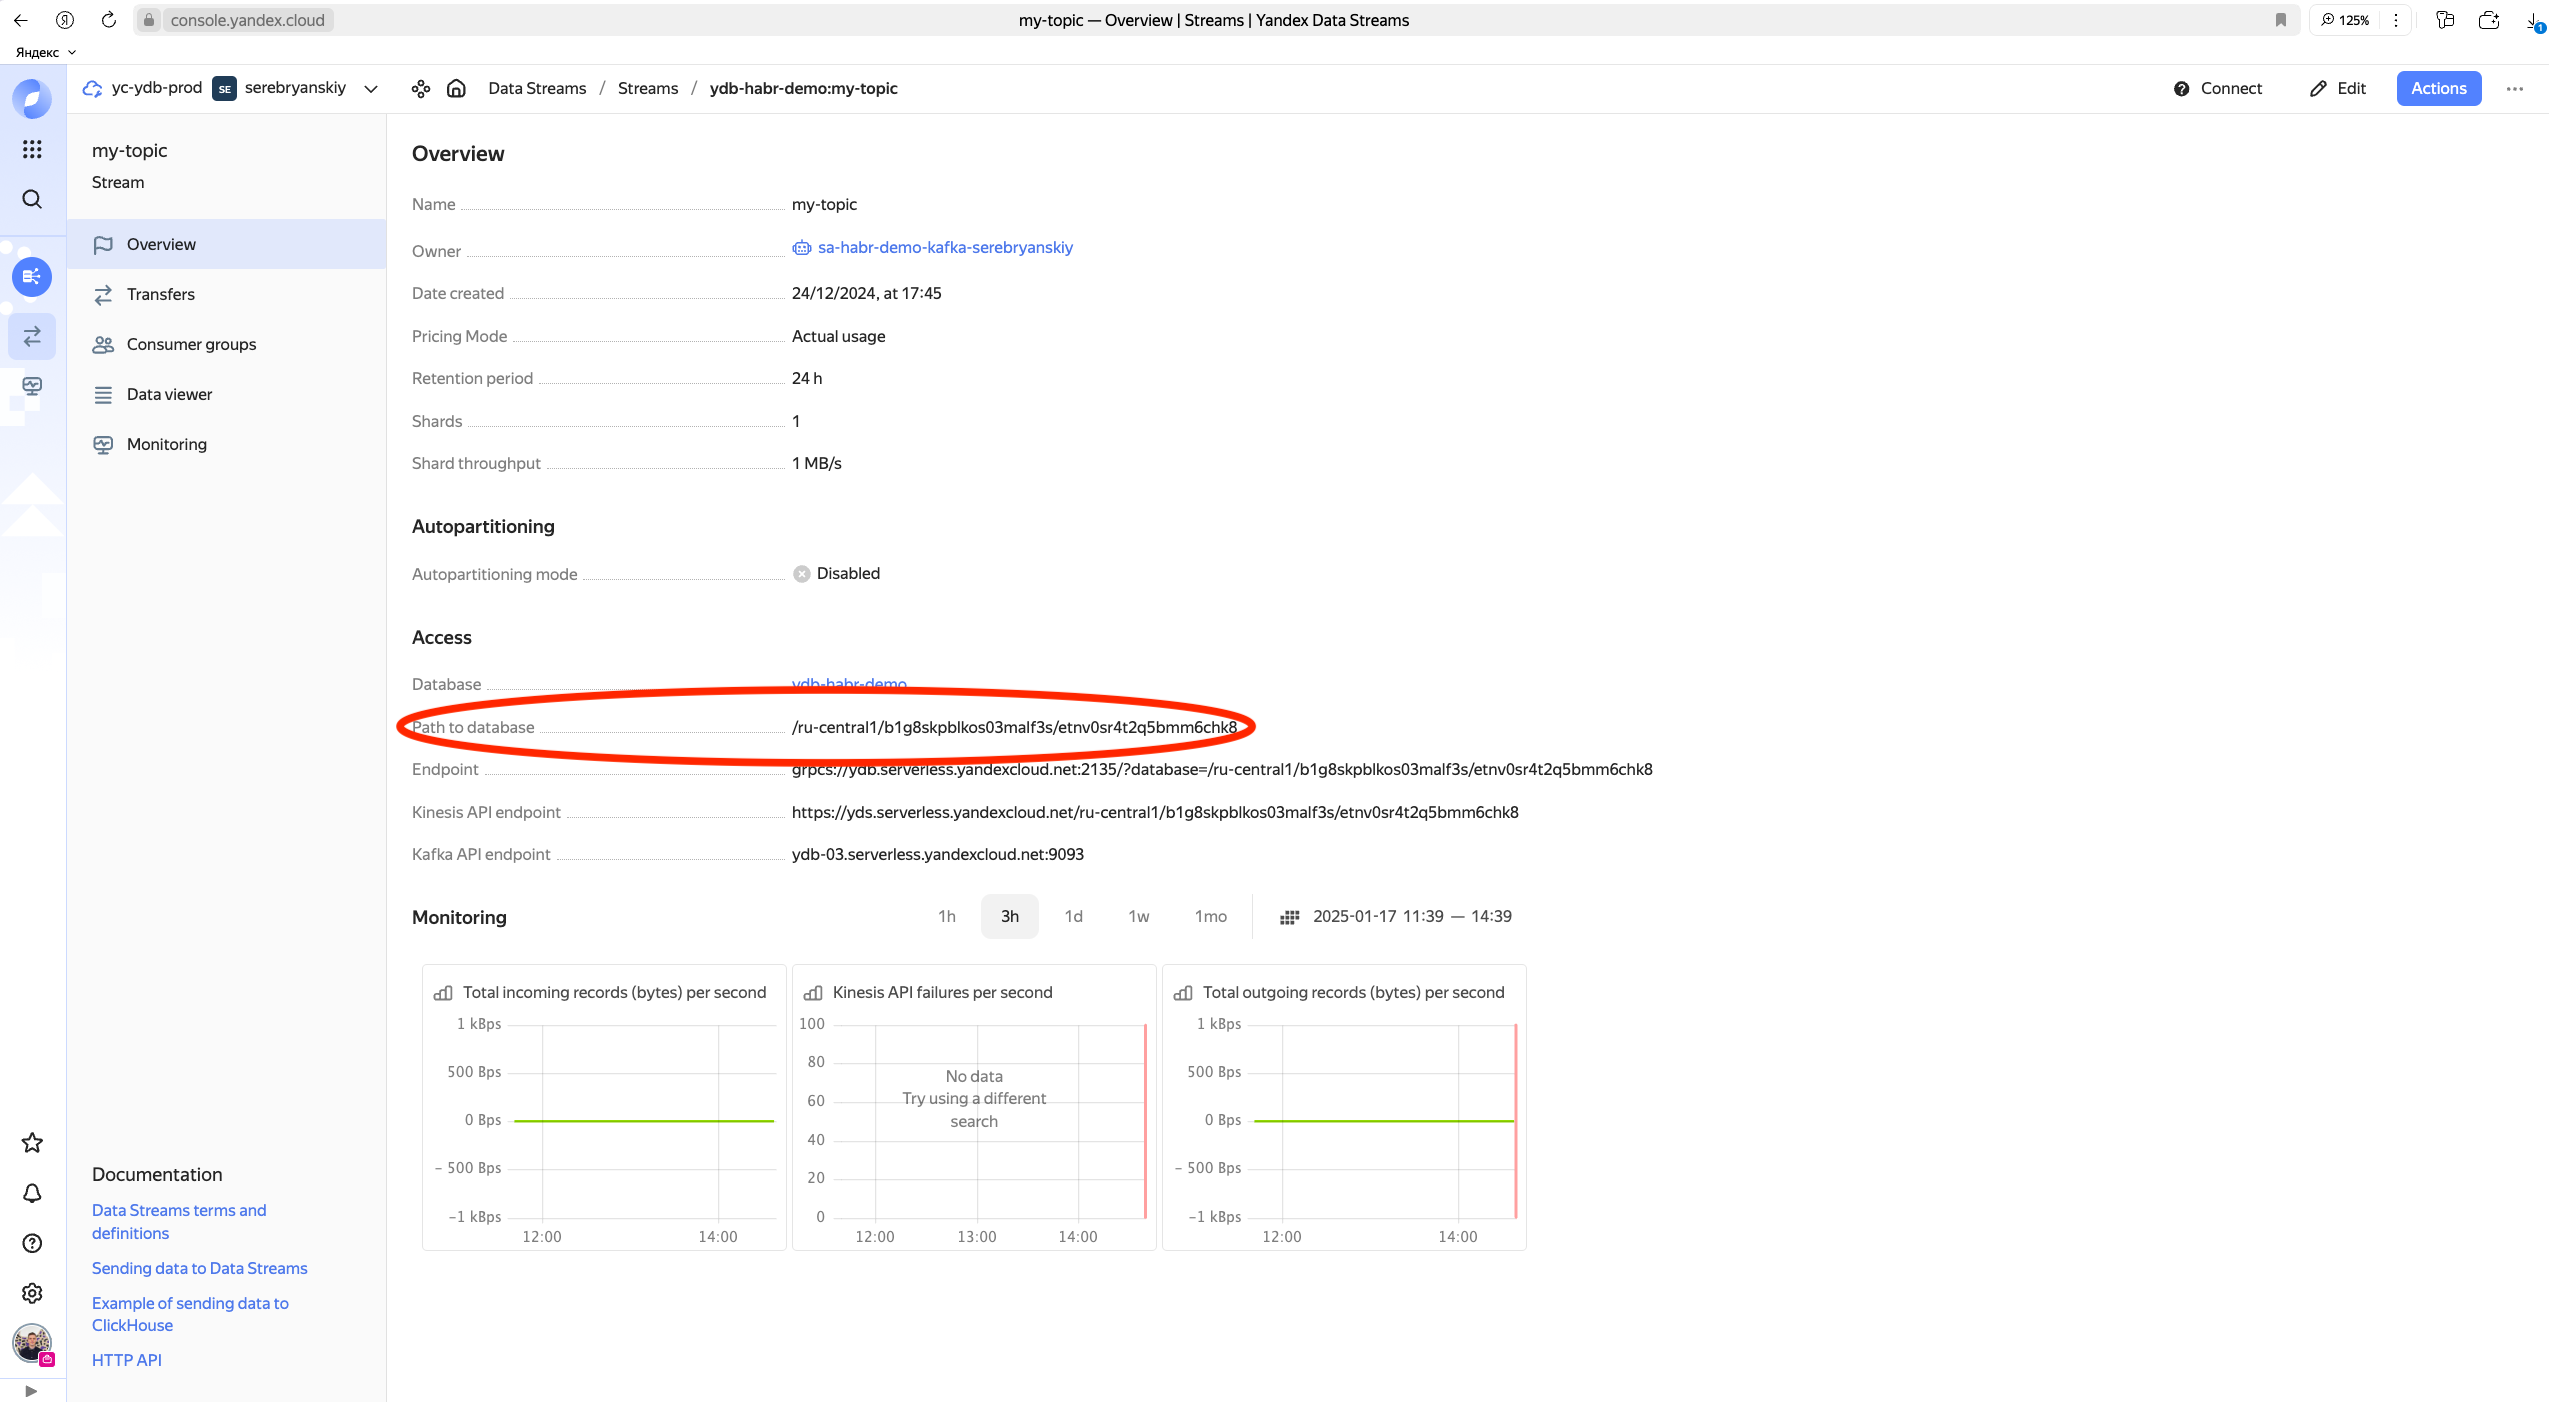 console.yandex.cloud
my-topic — Overview | Streams | Yandex Data Streams
125%
1
Яндекс
yc-ydb-prod SE serebryanskiy
Data Streams / Streams / ydb-habr-demo:my-topic
Connect
Edit
Actions
my-topic
Stream
Overview
Transfers
Consumer groups
Data viewer
Monitoring
Documentation
Data Streams terms and
definitions
Sending data to Data Streams
Example of sending data to
ClickHouse
HTTP API
Overview
Name my-topic
Owner sa-habr-demo-kafka-serebryanskiy
Date created 24/12/2024, at 17:45
Pricing Mode Actual usage
Retention period 24 h
Shards 1
Shard throughput 1 MB/s
Autopartitioning
Autopartitioning mode Disabled
Access
Database ydb-habr-demo
Path to database /ru-central1/b1g8skpblkos03malf3s/etnv0sr4t2q5bmm6chk8
Endpoint grpcs://ydb.serverless.yandexcloud.net:2135/?database=/ru-central1/b1g8skpblkos03malf3s/etnv0sr4t2q5bmm6chk8
Kinesis API endpoint https://yds.serverless.yandexcloud.net/ru-central1/b1g8skpblkos03malf3s/etnv0sr4t2q5bmm6chk8
Kafka API endpoint ydb-03.serverless.yandexcloud.net:9093
Monitoring
1h 3h 1d 1w 1mo 2025-01-17 11:39 — 14:39
Total incoming records (bytes) per second
1 kBps
500 Bps
0 Bps
− 500 Bps
−1 kBps
12:00 14:00
Kinesis API failures per second
100
80
60
40
20
0
No data
Try using a different
search
12:00 13:00 14:00
Total outgoing records (bytes) per second
1 kBps
500 Bps
0 Bps
− 500 Bps
−1 kBps
12:00 14:00